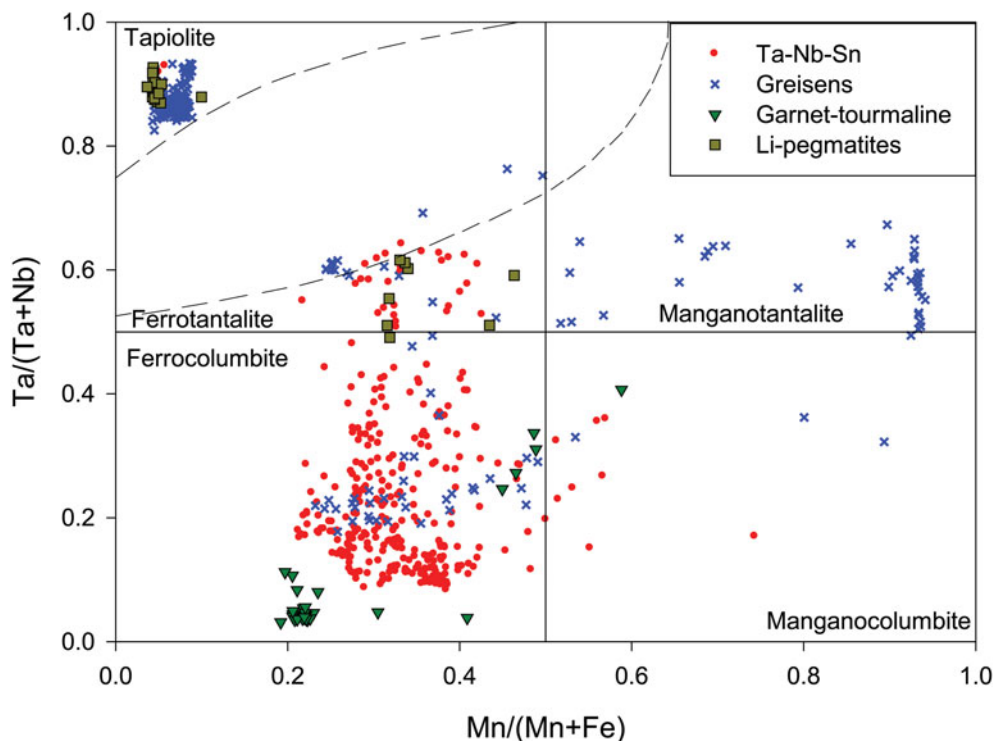 Tapiolite
Ta-Nb-Sn
Greisens
Garnet-tourmaline
Li-pegmatites
Ferrotantalite
Manganotantalite
Ferrocolumbite
Manganocolumbite
1.0
0.8
0.6
0.4
0.2
0.0
Ta/(Ta+Nb)
0.0 0.2 0.4 0.6 0.8 1.0
Mn/(Mn+Fe)